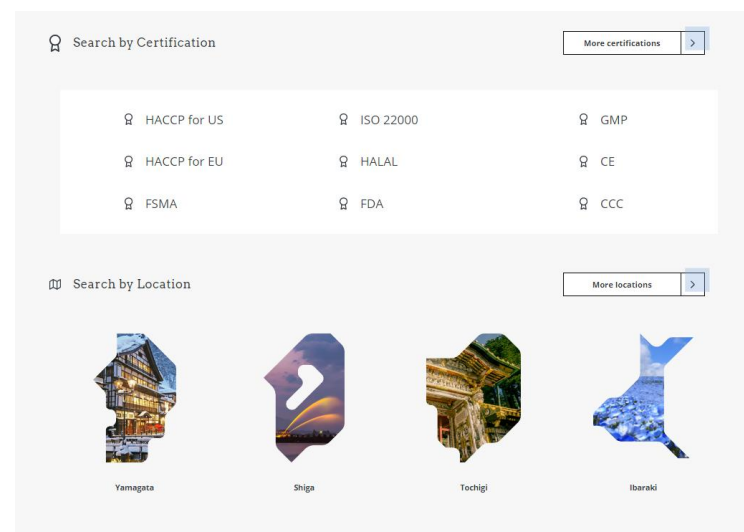 Search by Certification
More certifications
HACCP for US
ISO 22000
GMP
HACCP for EU
HALAL
CE
FSMA
FDA
CCC
Search by Location
More locations
Yamagata
Shiga
Tochigi
Ibaraki